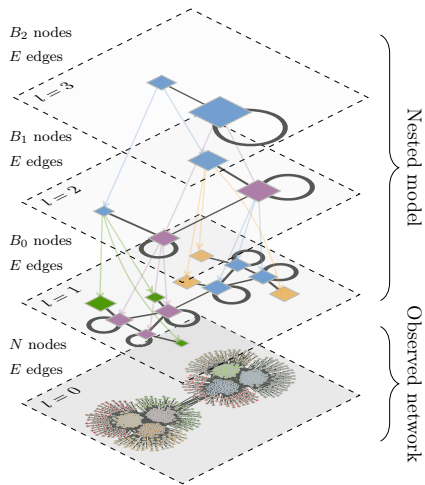 B₂ nodes
E edges
l = 3
B₁ nodes
E edges
l = 2
B₀ nodes
E edges
l = 1
N nodes
E edges
l = 0
Nested model
Observed network